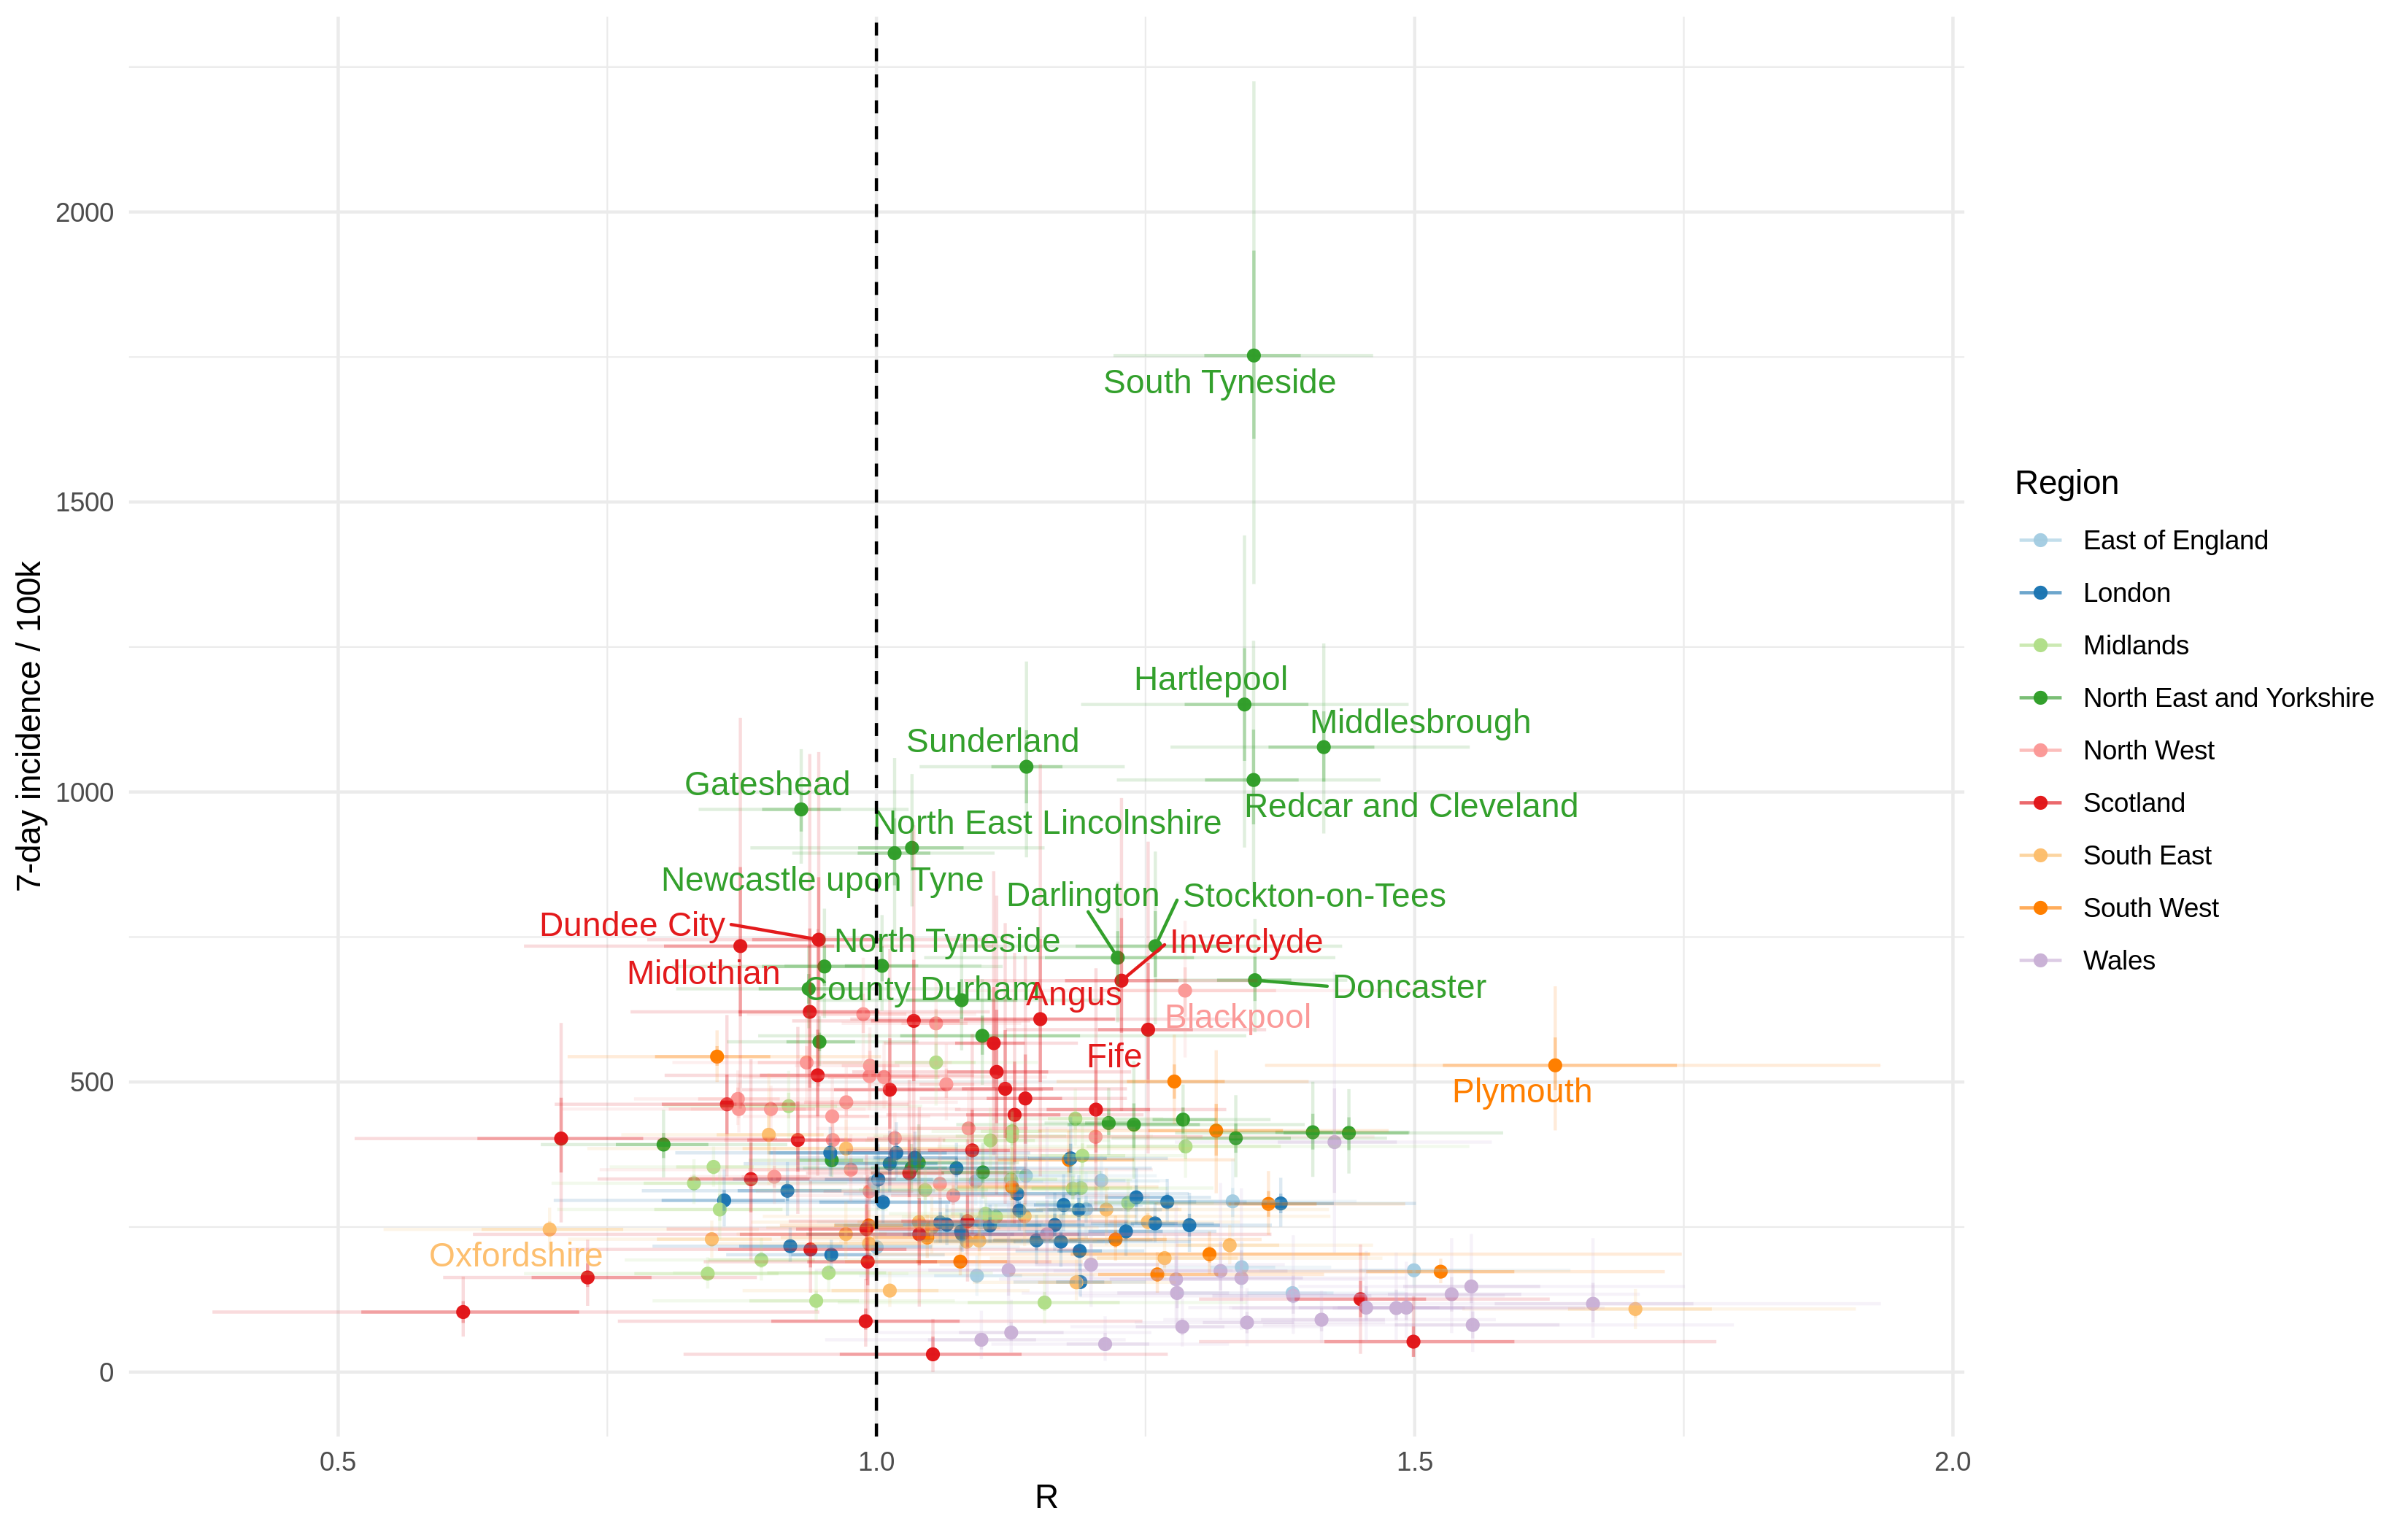 2000
1500
1000
500
0
7-day incidence / 100k
South Tyneside
Hartlepool
Middlesbrough
Sunderland
Gateshead
Redcar and Cleveland
North East Lincolnshire
Newcastle upon Tyne
Darlington
Stockton-on-Tees
Dundee City
North Tyneside
Inverclyde
Midlothian
County Durham
Angus
Doncaster
Blackpool
Fife
Plymouth
Oxfordshire
0.5
1.0
1.5
2.0
R
Region
East of England
London
Midlands
North East and Yorkshire
North West
Scotland
South East
South West
Wales